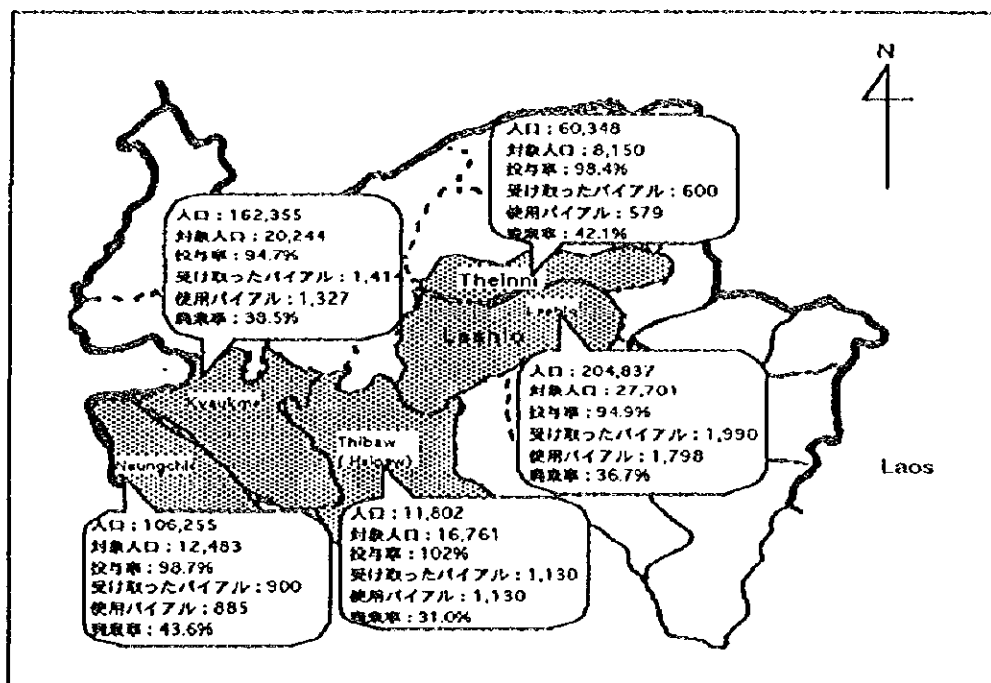 N
人口：60,348
対象人口：8,150
投与率：98.4%
受け取ったバイアル：600
使用バイアル：579
廃棄率：42.1%
人口：162,355
対象人口：20,244
投与率：94.7%
受け取ったバイアル：1,414
使用バイアル：1,327
廃棄率：38.5%
Theinni
Lashio
Lashio
人口：204,837
対象人口：27,701
投与率：94.9%
受け取ったバイアル：1,990
使用バイアル：1,798
廃棄率：36.7%
Kyaukme
Thibaw
Laos
人口：106,255
対象人口：12,483
投与率：98.7%
受け取ったバイアル：900
使用バイアル：885
廃棄率：43.6%
人口：11,802
対象人口：16,761
投与率：102%
受け取ったバイアル：1,130
使用バイアル：1,130
廃棄率：31.0%